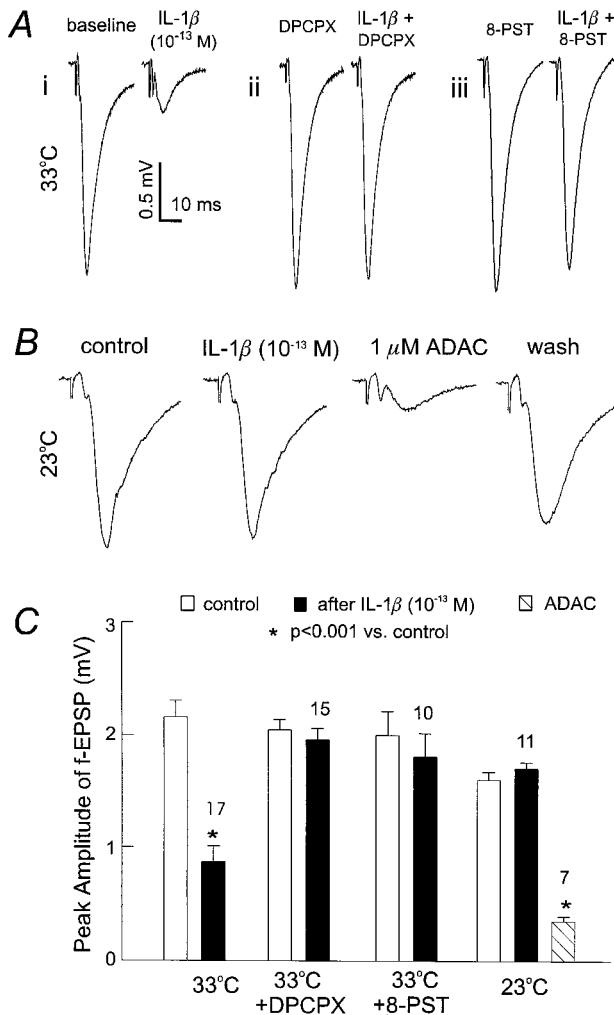 A
baseline
IL-1β
(10⁻¹³ M)
DPCPX
IL-1β +
DPCPX
8-PST
IL-1β +
8-PST
i
ii
iii
33°C
0.5 mV
10 ms
B
control
IL-1β (10⁻¹³ M)
1 μM ADAC
wash
23°C
C
control
after IL-1β (10⁻¹³ M)
ADAC
* p<0.001 vs. control
Peak Amplitude of f-EPSP (mV)
3
2
1
0
17
*
15
10
11
7
*
33°C
33°C
+DPCPX
33°C
+8-PST
23°C